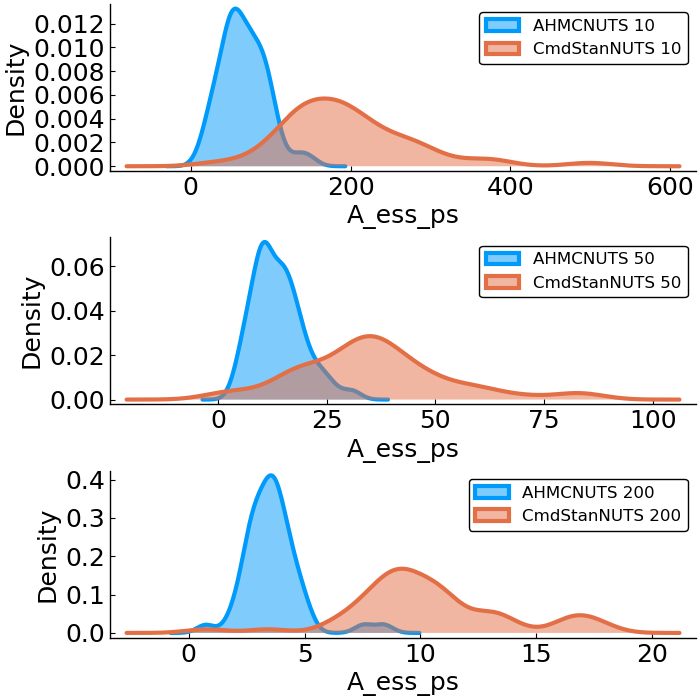 Density
0.012
0.010
0.008
0.006
0.004
0.002
0.000
AHMCNUTS 10
CmdStanNUTS 10
0 200 400 600
A_ess_ps
Density
0.06
0.04
0.02
0.00
AHMCNUTS 50
CmdStanNUTS 50
0 25 50 75 100
A_ess_ps
Density
0.4
0.3
0.2
0.1
0.0
AHMCNUTS 200
CmdStanNUTS 200
0 5 10 15 20
A_ess_ps